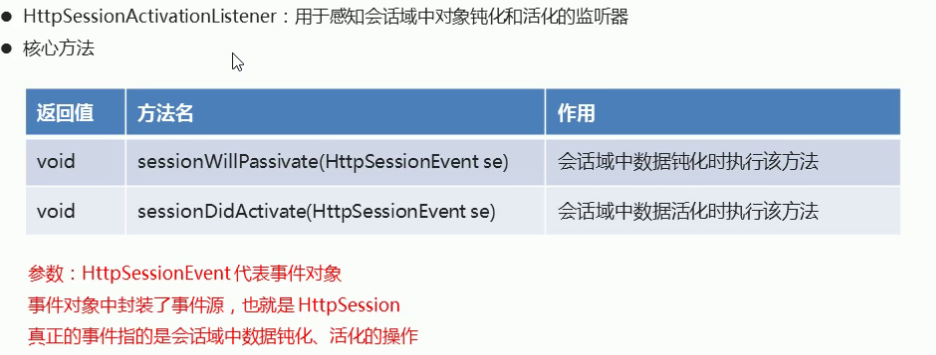 ● HttpSessionActivationListener：用于感知会话域中对象钝化和活化的监听器
● 核心方法
返回值 方法名 作用
void sessionWillPassivate(HttpSessionEvent se) 会话域中数据钝化时执行该方法
void sessionDidActivate(HttpSessionEvent se) 会话域中数据活化时执行该方法
参数：HttpSessionEvent 代表事件对象
事件对象中封装了事件源，也就是 HttpSession
真正的事件指的是会话域中数据钝化、活化的操作